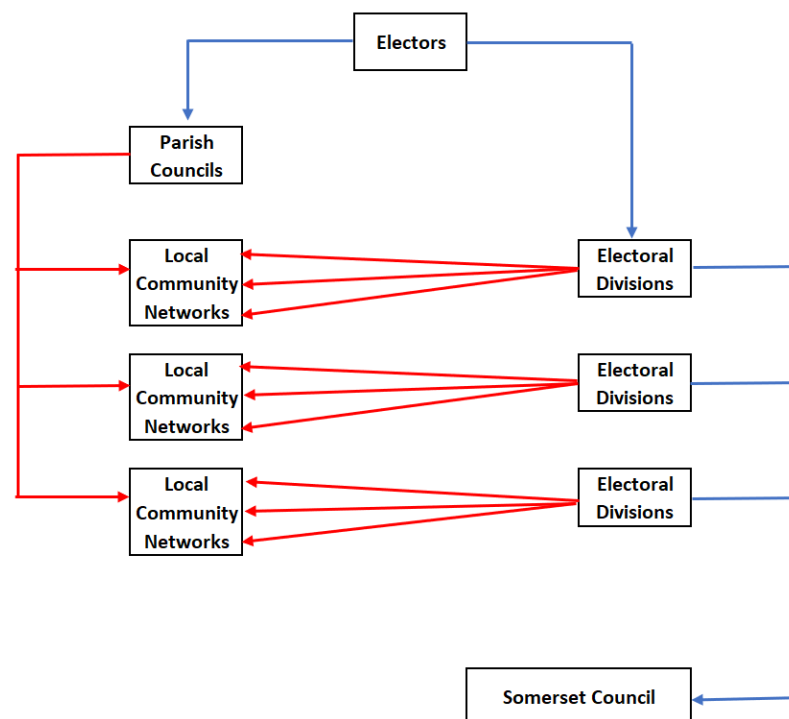 Electors
Parish
Councils
Local
Community
Networks
Electoral
Divisions
Local
Community
Networks
Electoral
Divisions
Local
Community
Networks
Electoral
Divisions
Somerset Council